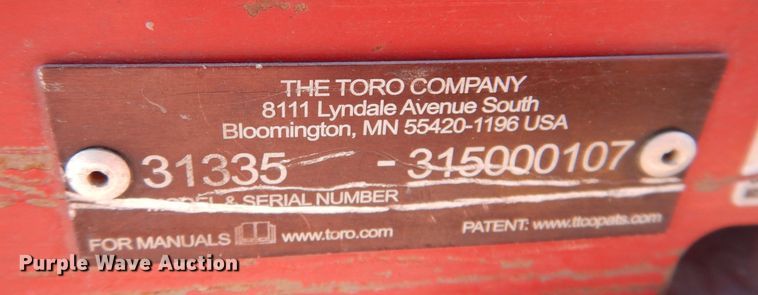 THE TORO COMPANY
8111 Lyndale Avenue South
Bloomington, MN 55420-1196 USA
31335 - 315000107
MODEL & SERIAL NUMBER
FOR MANUALS www.toro.com PATENT: www.ttcopats.com
Purple Wave Auction